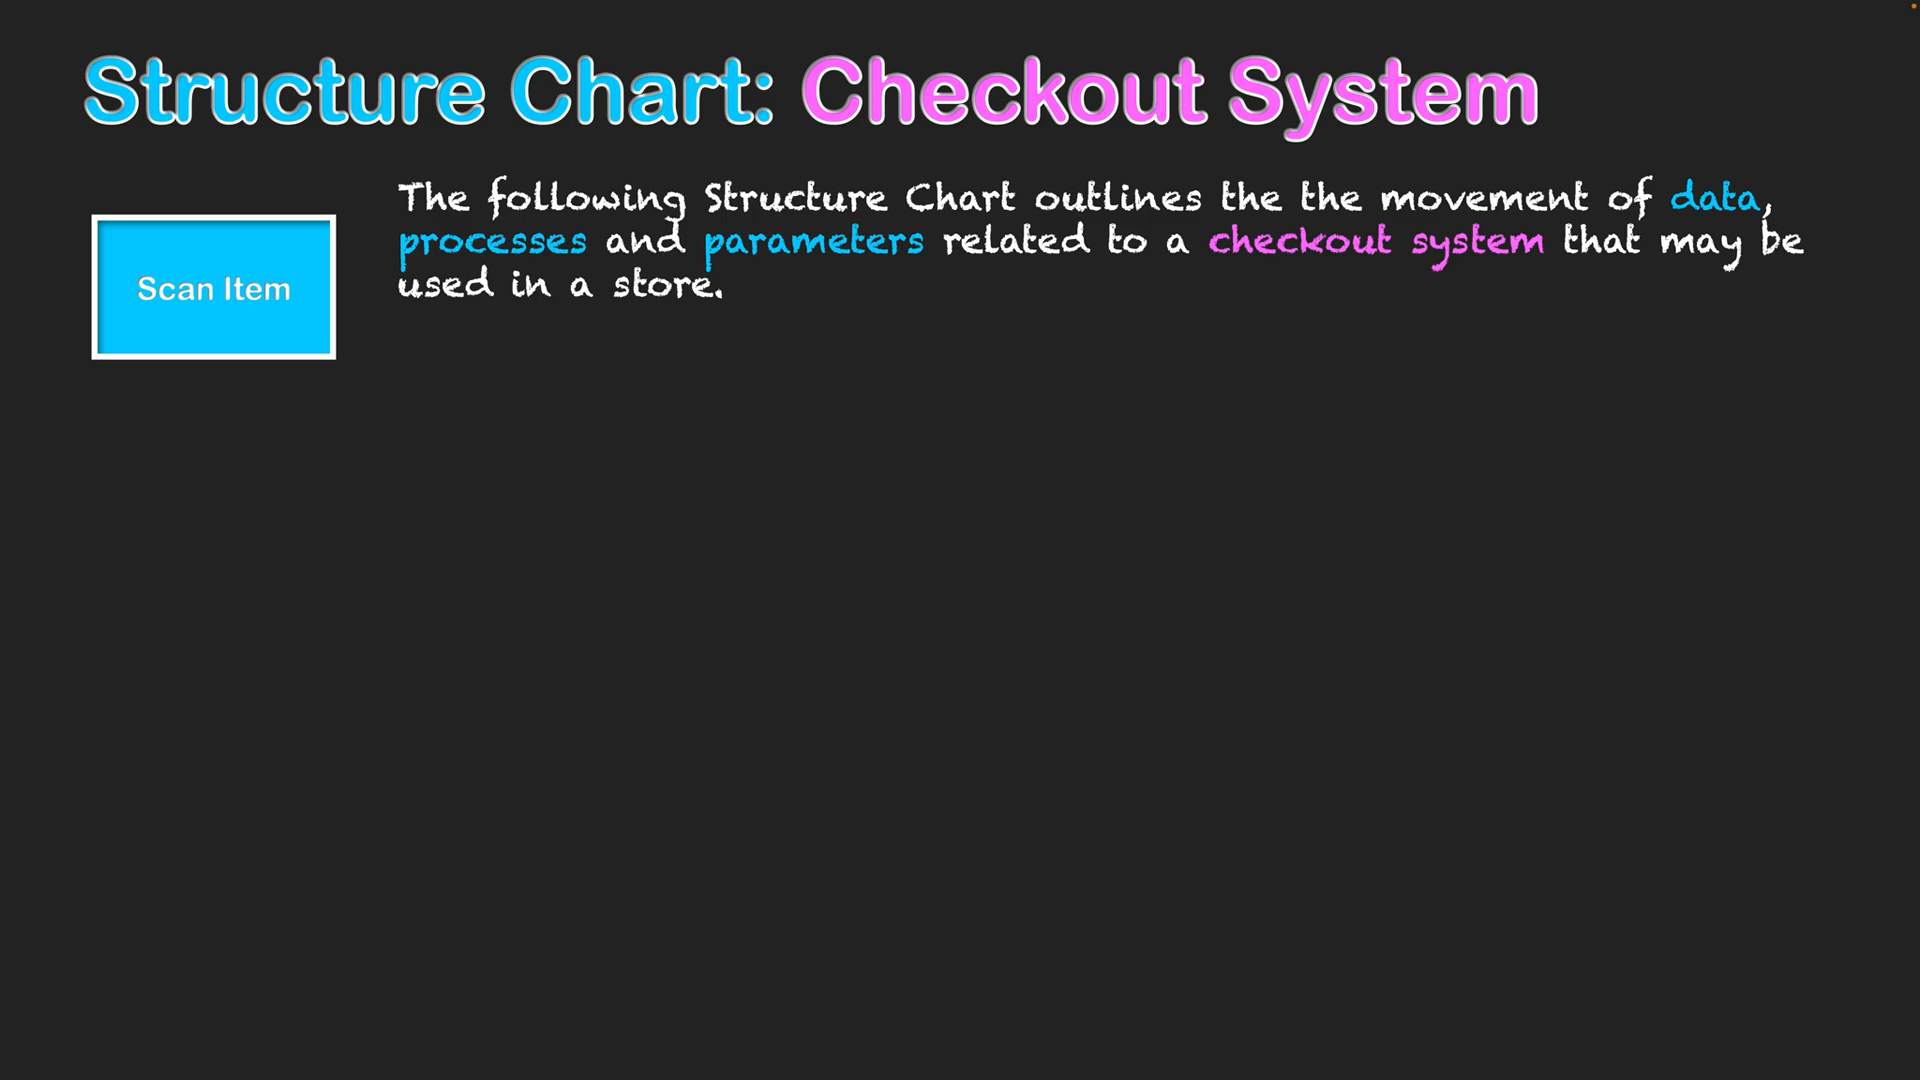 Structure Chart: Checkout System
The following Structure Chart outlines the the movement of data,
processes and parameters related to a checkout system that may be
used in a store.
Scan Item